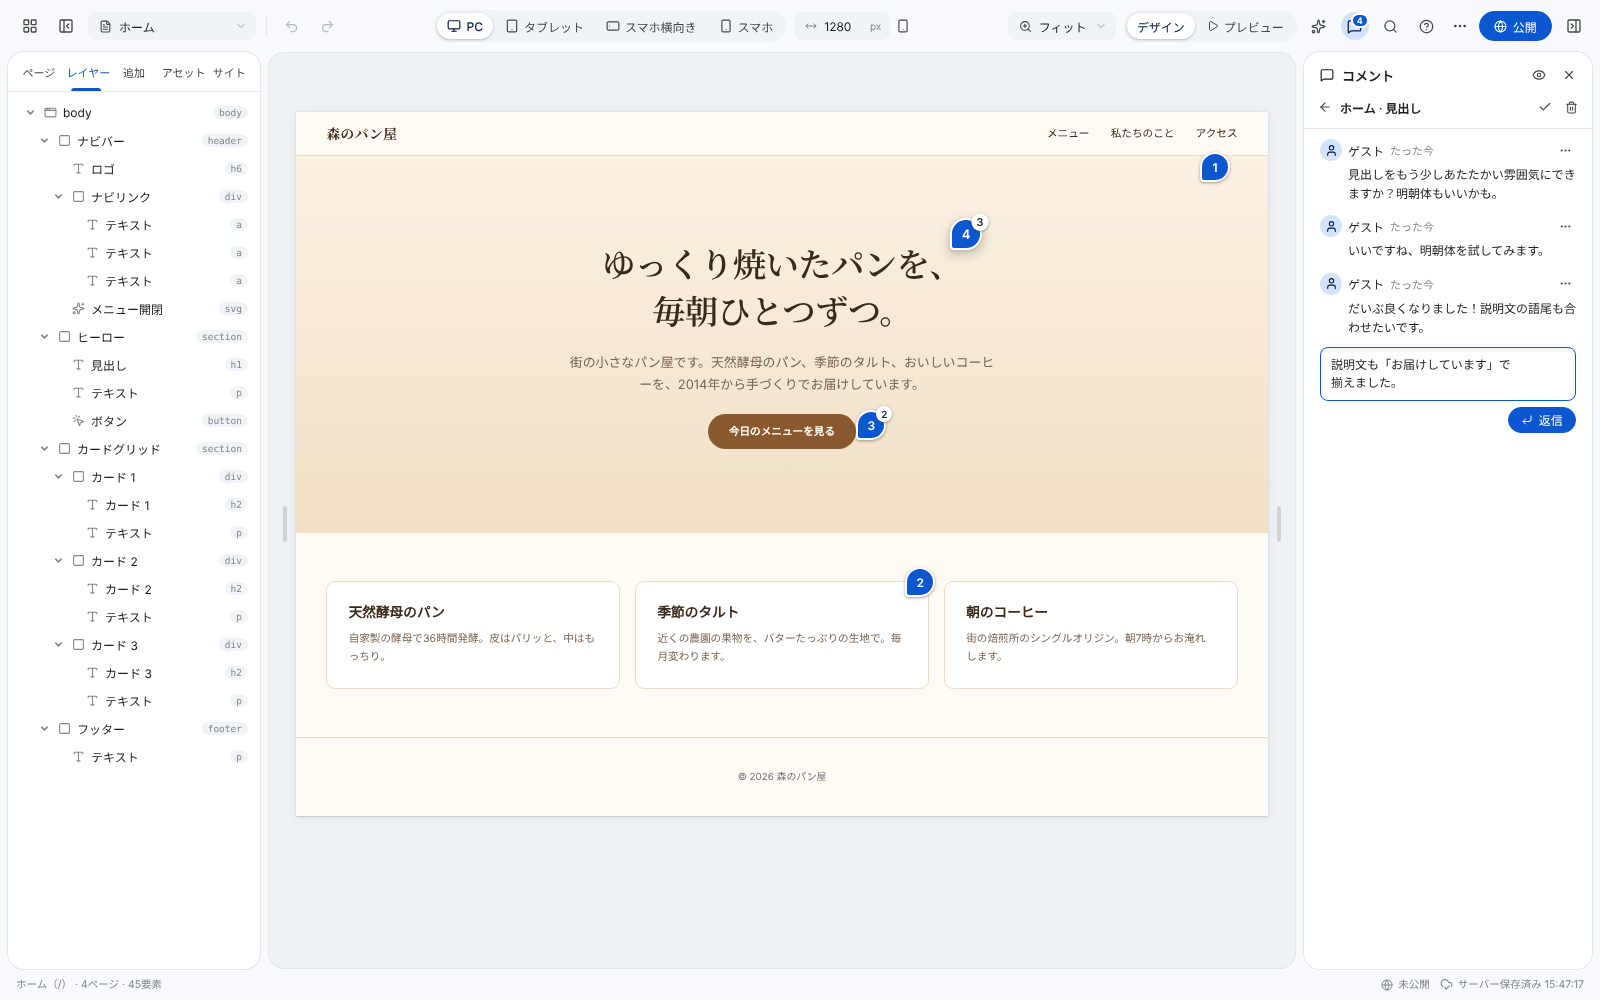 ホーム
PC
タブレット
スマホ横向き
スマホ
1280 px
フィット
デザイン
プレビュー
4
公開
ページ
レイヤー
追加
アセット
サイト
body body
ナビバー header
ロゴ h6
ナビリンク div
テキスト a
テキスト a
テキスト a
メニュー開閉 svg
ヒーロー section
見出し h1
テキスト p
ボタン button
カードグリッド section
カード 1 div
カード 1 h2
テキスト p
カード 2 div
カード 2 h2
テキスト p
カード 3 div
カード 3 h2
テキスト p
フッター footer
テキスト p
森のパン屋
メニュー
私たちのこと
アクセス
1
4
3
ゆっくり焼いたパンを、
毎朝ひとつずつ。
街の小さなパン屋です。天然酵母のパン、季節のタルト、おいしいコーヒ
ーを、2014年から手づくりでお届けしています。
今日のメニューを見る
3
2
2
天然酵母のパン
自家製の酵母で36時間発酵。皮はパリッと、中はも
っちり。
季節のタルト
近くの農園の果物を、バターたっぷりの生地で。毎
月変わります。
朝のコーヒー
街の焙煎所のシングルオリジン。朝7時からお淹れ
します。
© 2026 森のパン屋
コメント
ホーム · 見出し
ゲスト たった今
見出しをもう少しあたたかい雰囲気にでき
ますか？明朝体もいいかも。
ゲスト たった今
いいですね、明朝体を試してみます。
ゲスト たった今
だいぶ良くなりました！説明文の語尾も合
わせたいです。
説明文も「お届けしています」で
揃えました。
返信
ホーム（/） · 4ページ · 45要素
未公開
サーバー保存済み 15:47:17